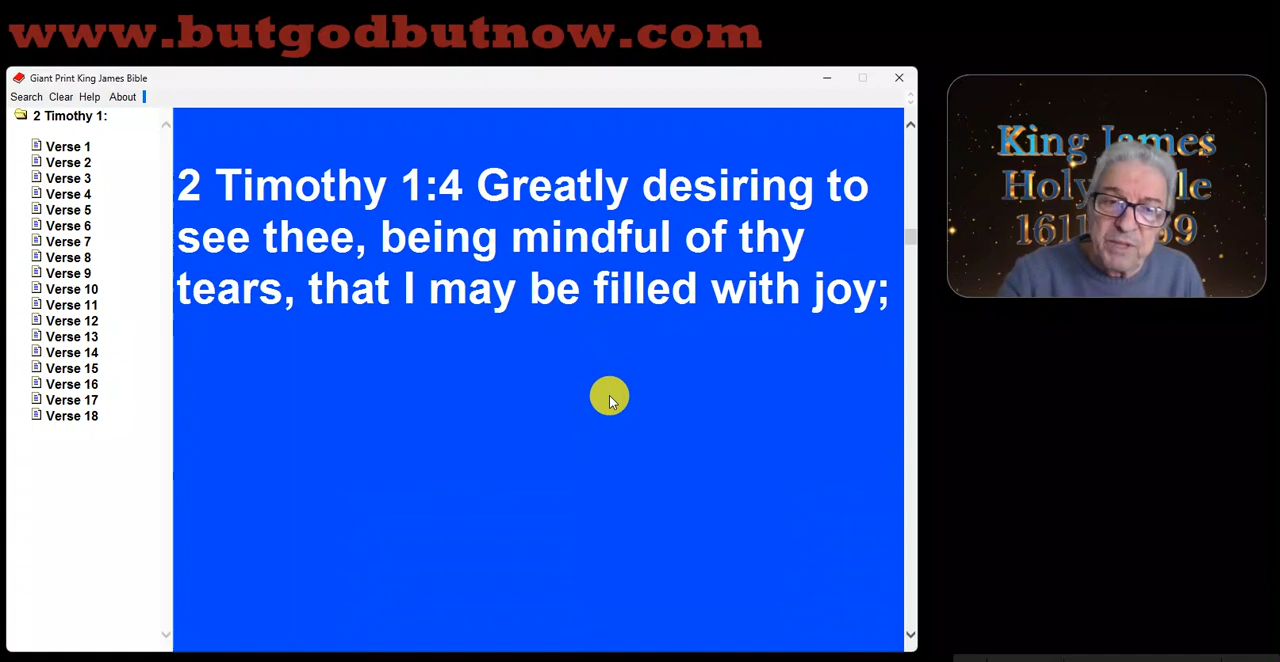 www.butgodbutnow.com
Giant Print King James Bible
Search Clear Help About
2 Timothy 1:
Verse 1
Verse 2
Verse 3
Verse 4
Verse 5
Verse 6
Verse 7
Verse 8
Verse 9
Verse 10
Verse 11
Verse 12
Verse 13
Verse 14
Verse 15
Verse 16
Verse 17
Verse 18
2 Timothy 1:4 Greatly desiring to
see thee, being mindful of thy
tears, that I may be filled with joy;
King James